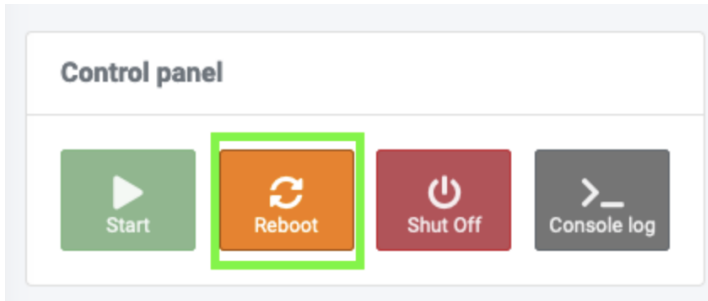 Control panel
Start
Reboot
Shut Off
Console log